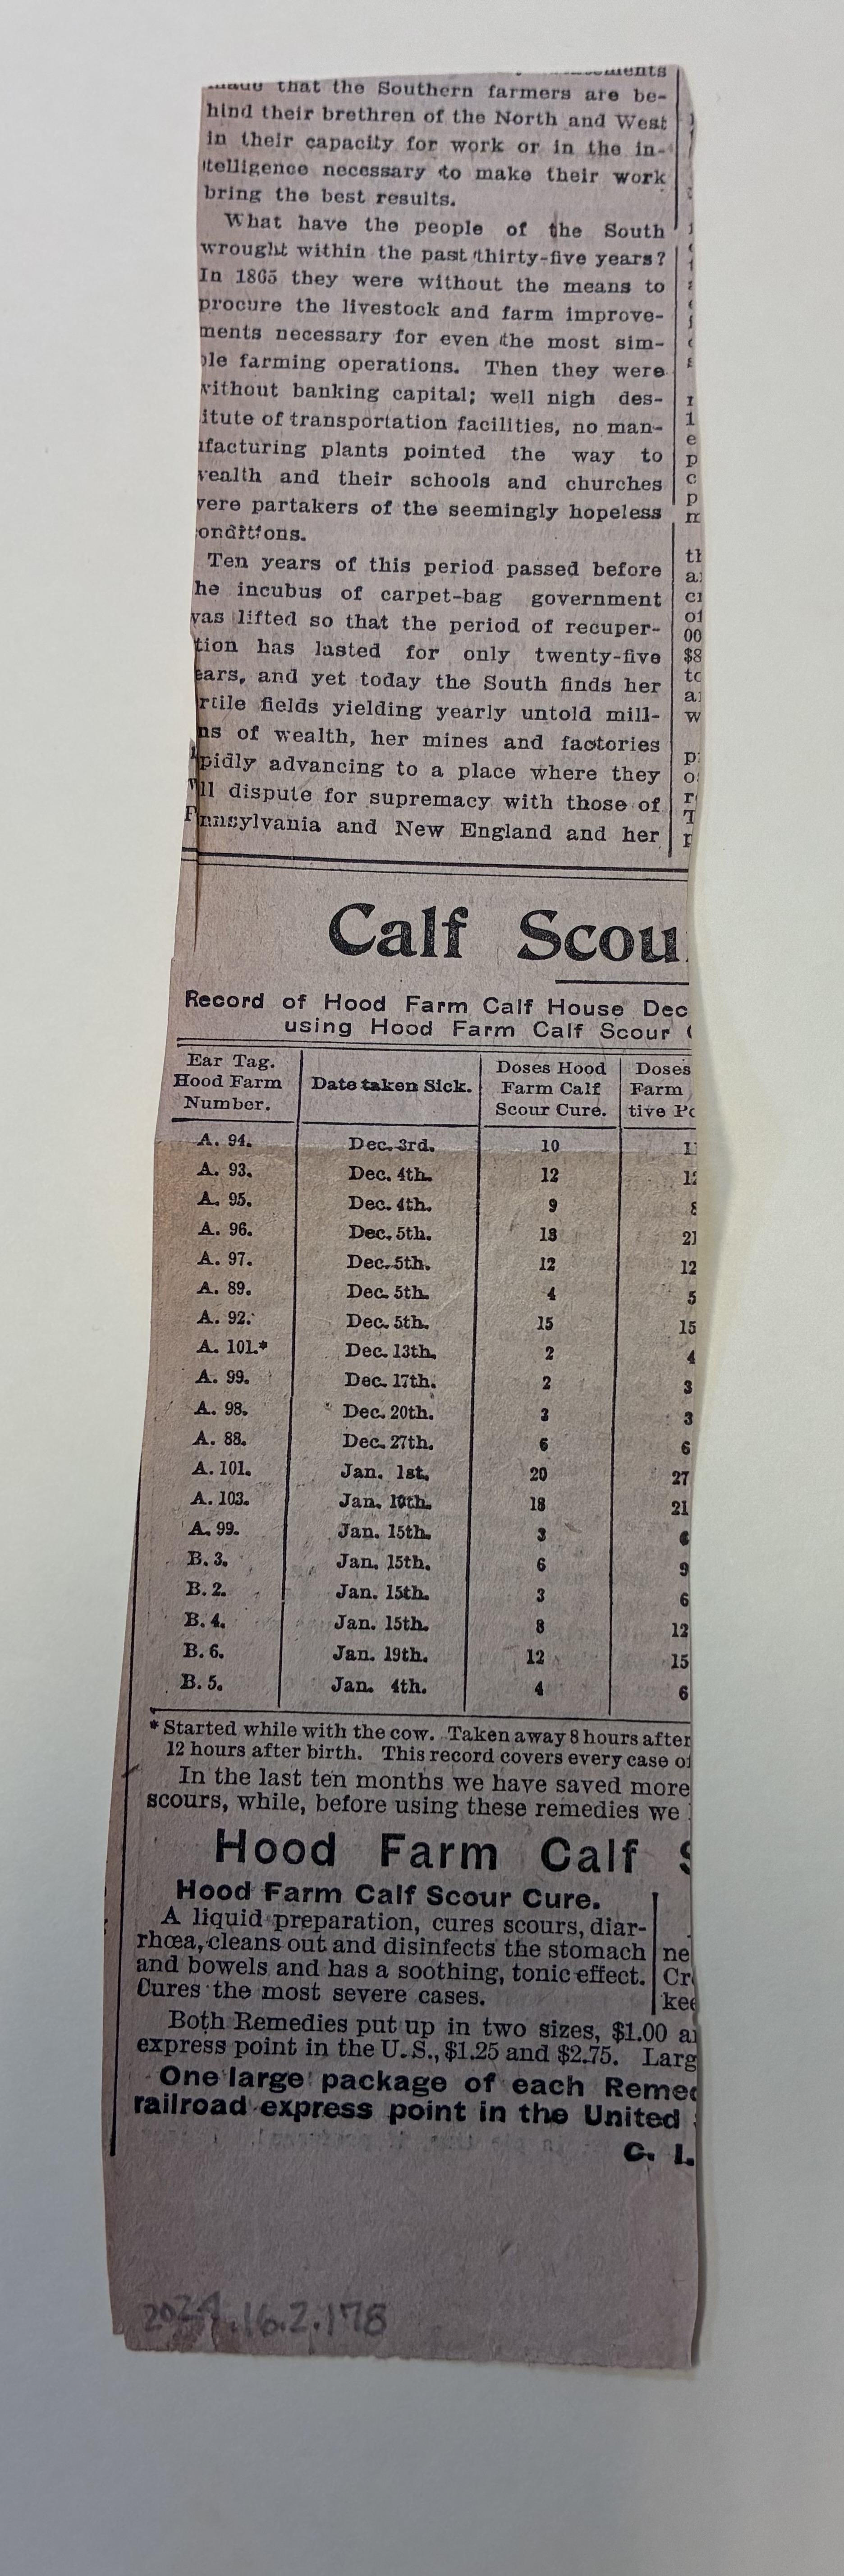 that the Southern farmers are be-
hind their brethren of the North and West
in their capacity for work or in the in-
telligence necessary to make their work
bring the best results.
What have the people of the South
wrought within the past thirty-five years?
In 1865 they were without the means to
procure the livestock and farm improve-
ments necessary for even the most sim-
ple farming operations. Then they were
without banking capital; well nigh des-
itute of transportation facilities, no man-
ufacturing plants pointed the way to
wealth and their schools and churches
were partakers of the seemingly hopeless
onditions.
Ten years of this period passed before
he incubus of carpet-bag government
was lifted so that the period of recuper-
tion has lasted for only twenty-five
ears, and yet today the South finds her
rtile fields yielding yearly untold mill-
ns of wealth, her mines and factories
pidly advancing to a place where they
ll dispute for supremacy with those of
Pnnsylvania and New England and her
Calf Scou
Record of Hood Farm Calf House Dec
using Hood Farm Calf Scour
Ear Tag. Hood Farm Number. Date taken Sick. Doses Hood Farm Calf Scour Cure. Doses Farm tive Po
A. 94. Dec. 3rd. 10 11
A. 93. Dec. 4th. 12 12
A. 95. Dec. 4th. 9 8
A. 96. Dec. 5th. 18 21
A. 97. Dec. 5th. 12 12
A. 89. Dec. 5th. 4 5
A. 92. Dec. 5th. 15 15
A. 101.* Dec. 13th. 2 4
A. 99. Dec. 17th. 2 3
A. 98. Dec. 20th. 3 3
A. 88. Dec. 27th. 6 6
A. 101. Jan. 1st. 20 27
A. 103. Jan. 10th. 18 21
A. 99. Jan. 15th. 3 6
B. 3. Jan. 15th. 6 9
B. 2. Jan. 15th. 3 6
B. 4. Jan. 15th. 8 12
B. 6. Jan. 19th. 12 15
B. 5. Jan. 4th. 4 6
* Started while with the cow. Taken away 8 hours after
12 hours after birth. This record covers every case of
In the last ten months we have saved more
scours, while, before using these remedies we
Hood Farm Calf S
Hood Farm Calf Scour Cure.
A liquid preparation, cures scours, diar-
rhœa, cleans out and disinfects the stomach
and bowels and has a soothing, tonic effect.
Cures the most severe cases.
ne
Cr
kee
Both Remedies put up in two sizes, $1.00 a
express point in the U. S., $1.25 and $2.75. Larg
One large package of each Remed
railroad express point in the United
C. I.
2024.16.2.178